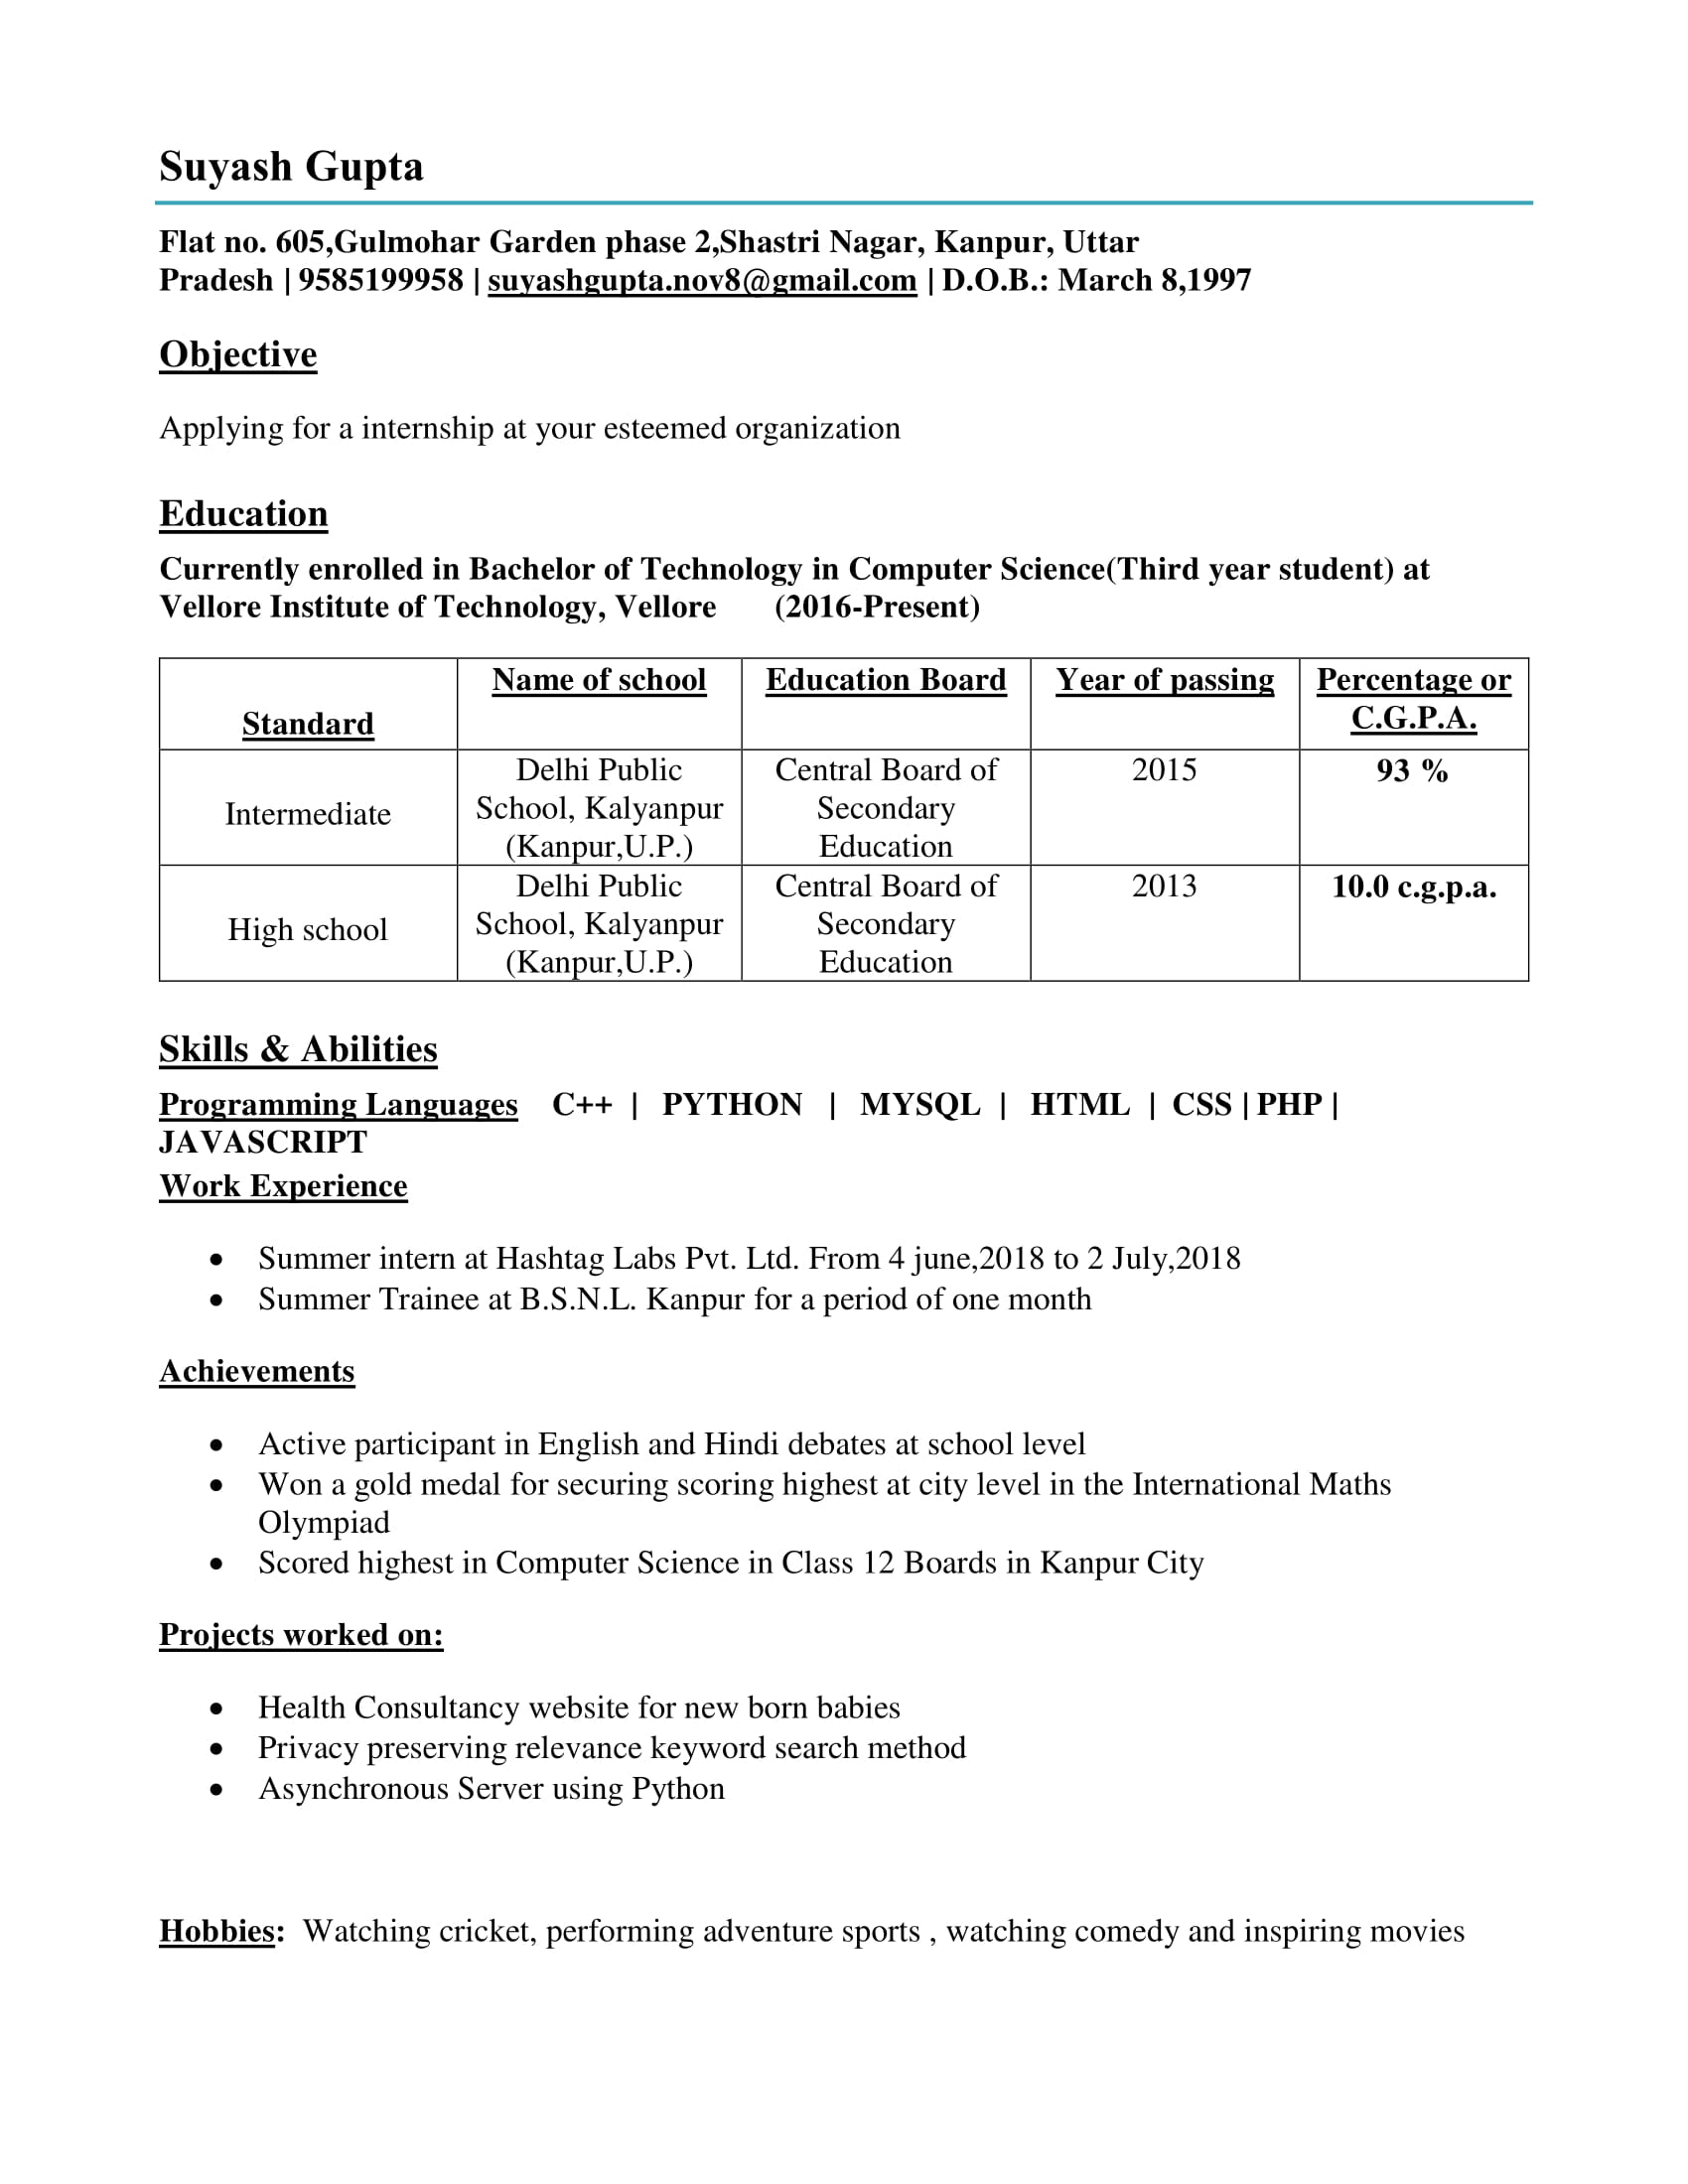 Suyash Gupta
Flat no. 605,Gulmohar Garden phase 2,Shastri Nagar, Kanpur, Uttar
Pradesh | 9585199958 | suyashgupta.nov8@gmail.com | D.O.B.: March 8,1997
Objective
Applying for a internship at your esteemed organization
Education
Currently enrolled in Bachelor of Technology in Computer Science(Third year student) at
Vellore Institute of Technology, Vellore (2016-Present)
Standard
Name of school
Education Board
Year of passing
Percentage or
C.G.P.A.
Intermediate
Delhi Public
School, Kalyanpur
(Kanpur,U.P.)
Central Board of
Secondary
Education
2015
93 %
High school
Delhi Public
School, Kalyanpur
(Kanpur,U.P.)
Central Board of
Secondary
Education
2013
10.0 c.g.p.a.
Skills & Abilities
Programming Languages C++ | PYTHON | MYSQL | HTML | CSS | PHP |
JAVASCRIPT
Work Experience
• Summer intern at Hashtag Labs Pvt. Ltd. From 4 june,2018 to 2 July,2018
• Summer Trainee at B.S.N.L. Kanpur for a period of one month
Achievements
• Active participant in English and Hindi debates at school level
• Won a gold medal for securing scoring highest at city level in the International Maths
Olympiad
• Scored highest in Computer Science in Class 12 Boards in Kanpur City
Projects worked on:
• Health Consultancy website for new born babies
• Privacy preserving relevance keyword search method
• Asynchronous Server using Python
Hobbies: Watching cricket, performing adventure sports , watching comedy and inspiring movies